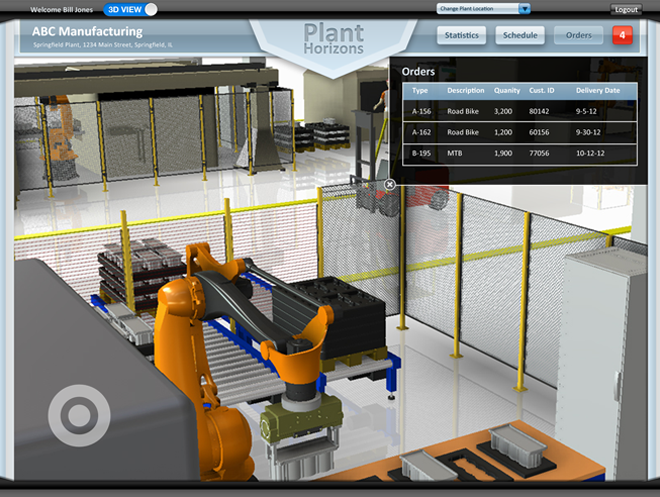 Welcome Bill Jones 3D VIEW Change Plant Location Logout
ABC Manufacturing
Springfield Plant, 1234 Main Street, Springfield, IL
Plant
Horizons
Statistics Schedule Orders 4
Orders
Type Description Quanity Cust. ID Delivery Date
A-156 Road Bike 3,200 80142 9-5-12
A-162 Road Bike 1,200 60156 9-30-12
B-195 MTB 1,900 77056 10-12-12